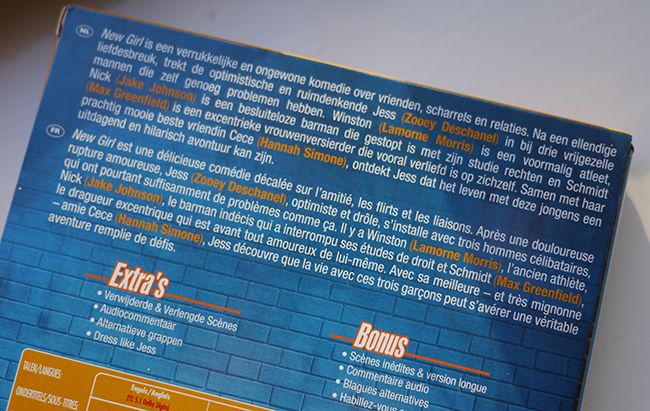 NL
New Girl is een verrukkelijke en ongewone komedie over vrienden, scharrels en relaties. Na een ellendige
liefdesbreuk, trekt de optimistische en ruimdenkende Jess (Zooey Deschanel) in bij drie vrijgezelle
mannen die zelf genoeg problemen hebben. Winston (Lamorne Morris) is een voormalig atleet,
Nick (Jake Johnson) is een besluiteloze barman die gestopt is met zijn studie rechten en Schmidt
(Max Greenfield) is een excentrieke vrouwenversierder die vooral verliefd is op zichzelf. Samen met haar
prachtig mooie beste vriendin Cece (Hannah Simone), ontdekt Jess dat het leven met deze jongens een
uitdagend en hilarisch avontuur kan zijn.
FR
New Girl est une délicieuse comédie décalée sur l'amitié, les flirts et les liaisons. Après une douloureuse
rupture amoureuse, Jess (Zooey Deschanel), optimiste et drôle, s'installe avec trois hommes célibataires,
qui ont pourtant suffisamment de problèmes comme ça. Il y a Winston (Lamorne Morris), l'ancien athlète,
Nick (Jake Johnson), le barman indécis qui a interrompu ses études de droit et Schmidt (Max Greenfield),
le dragueur excentrique qui est avant tout amoureux de lui-même. Avec sa meilleure – et très mignonne
– amie Cece (Hannah Simone), Jess découvre que la vie avec ces trois garçons peut s'avérer une véritable
aventure remplie de défis.
Extra's
• Verwijderde & Verlengde Scènes
• Audiocommentaar
• Alternatieve grappen
• Dress like Jess
Bonus
• Scènes inédites & version longue
• Commentaire audio
• Blagues alternatives
• Habillez-vous
TALEN/LANGUES:
Engels/Anglais
5.1 Dolby Digital
ONDERTITELS/SOUS-TITRES: